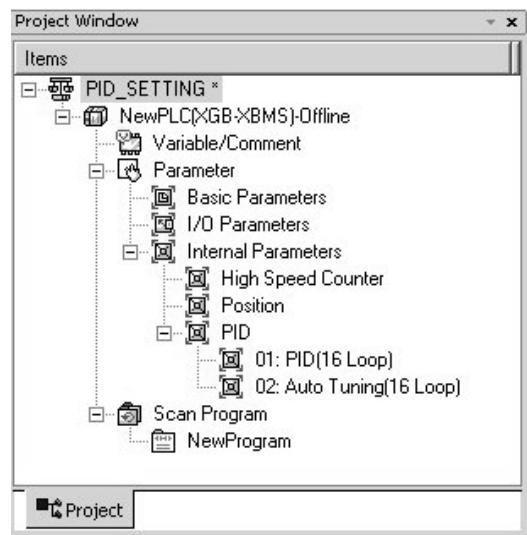 Project Window
Items
PID_SETTING *
NewPLC(XGB-XBMS)-Offline
Variable/Comment
Parameter
Basic Parameters
I/O Parameters
Internal Parameters
High Speed Counter
Position
PID
01: PID(16 Loop)
02: Auto Tuning(16 Loop)
Scan Program
NewProgram
Project